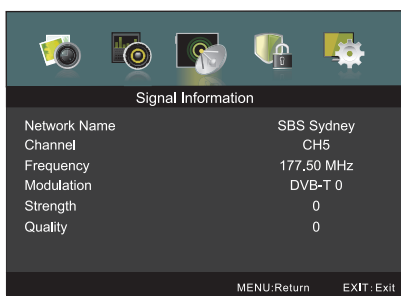 Signal Information
Network Name SBS Sydney
Channel CH5
Frequency 177.50 MHz
Modulation DVB-T 0
Strength 0
Quality 0
MENU:Return EXIT:Exit